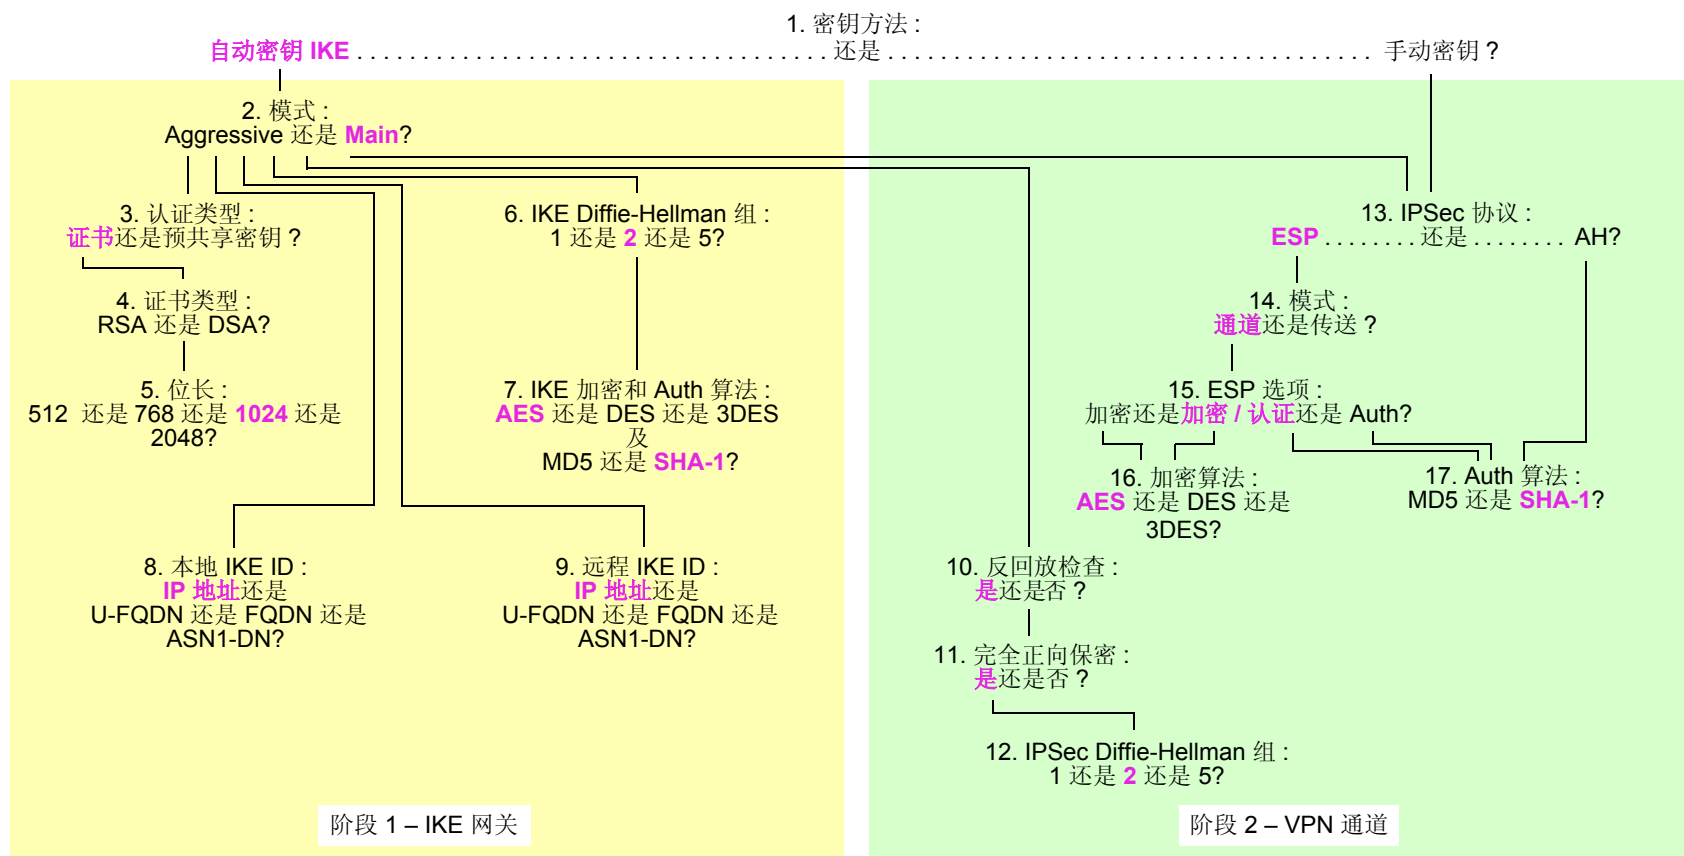 1. 密钥方法 :
自动密钥 IKE . . . . . . . . . . . . . . . . . . . . . . . . . . . . . . . . . . . . 还是 . . . . . . . . . . . . . . . . . . . . . . . . . . . . . . . . . . . . . 手动密钥 ?
2. 模式 :
Aggressive 还是 Main?
3. 认证类型 :
证书还是预共享密钥 ?
4. 证书类型 :
RSA 还是 DSA?
5. 位长 :
512 还是 768 还是 1024 还是
2048?
6. IKE Diffie-Hellman 组 :
1 还是 2 还是 5?
7. IKE 加密和 Auth 算法 :
AES 还是 DES 还是 3DES
及
MD5 还是 SHA-1?
8. 本地 IKE ID :
IP 地址还是
U-FQDN 还是 FQDN 还是
ASN1-DN?
9. 远程 IKE ID :
IP 地址还是
U-FQDN 还是 FQDN 还是
ASN1-DN?
阶段 1 – IKE 网关
10. 反回放检查 :
是还是否 ?
11. 完全正向保密 :
是还是否 ?
12. IPSec Diffie-Hellman 组 :
1 还是 2 还是 5?
13. IPSec 协议 :
ESP . . . . . . . . 还是 . . . . . . . . AH?
14. 模式 :
通道还是传送 ?
15. ESP 选项 :
加密还是加密 / 认证还是 Auth?
16. 加密算法 :
AES 还是 DES 还是
3DES?
17. Auth 算法 :
MD5 还是 SHA-1?
阶段 2 – VPN 通道